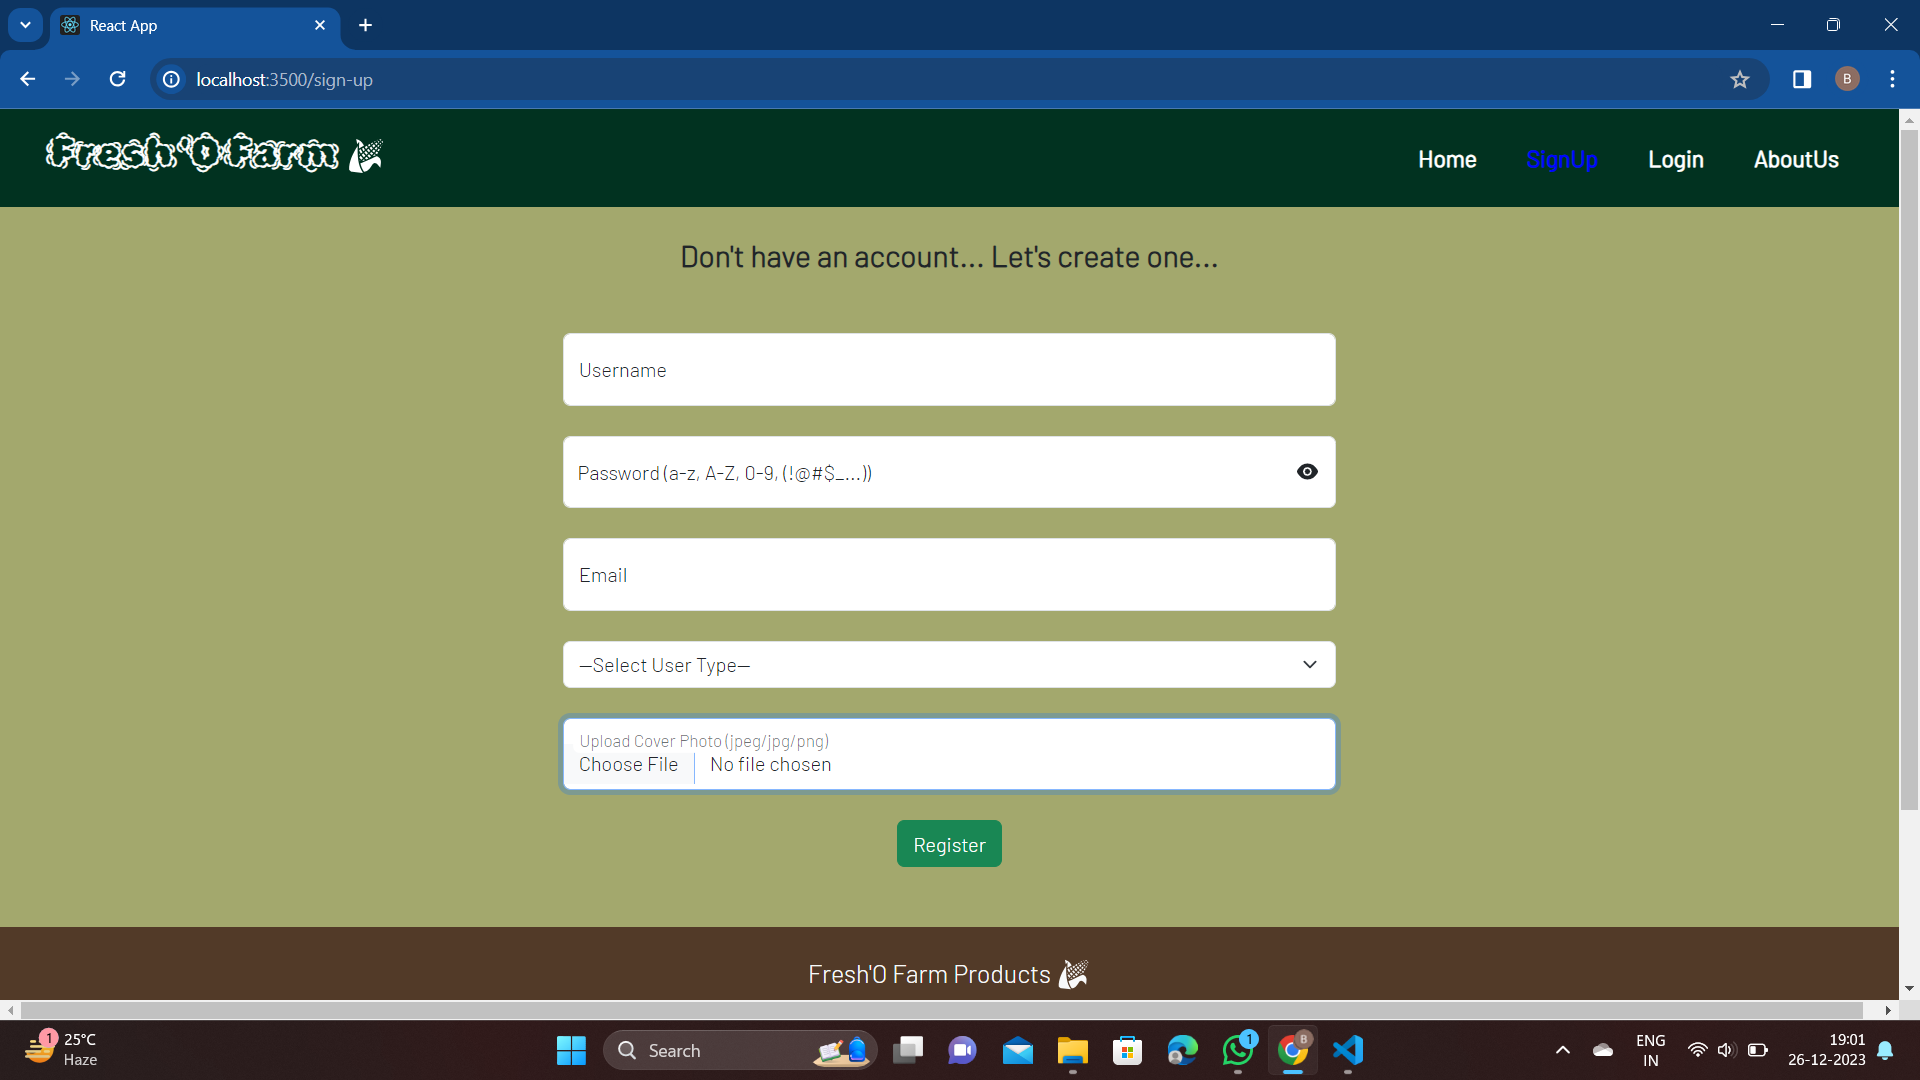 React App
localhost:3500/sign-up
B
Fresh'O Farm
Home
SignUp
Login
AboutUs
Don't have an account... Let's create one...
Username
Password (a-z, A-Z, 0-9, (!@#$_...))
Email
—Select User Type—
Upload Cover Photo (jpeg/jpg/png)
Choose File
No file chosen
Register
Fresh'O Farm Products
1
25°C
Haze
Search
1
B
ENG
IN
19:01
26-12-2023